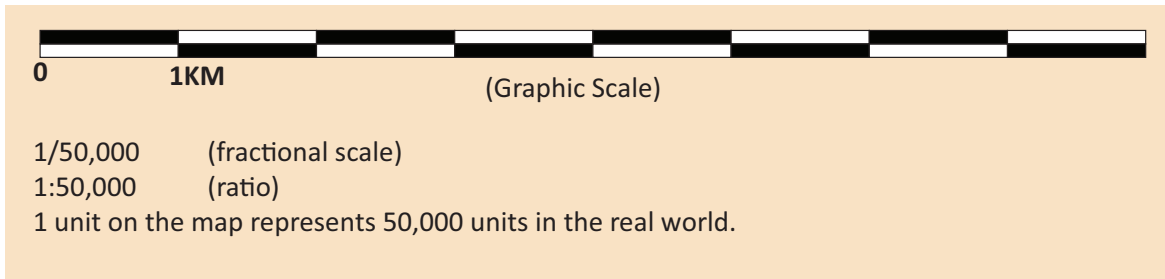 0 1KM
(Graphic Scale)
1/50,000 (fractional scale)
1:50,000 (ratio)
1 unit on the map represents 50,000 units in the real world.